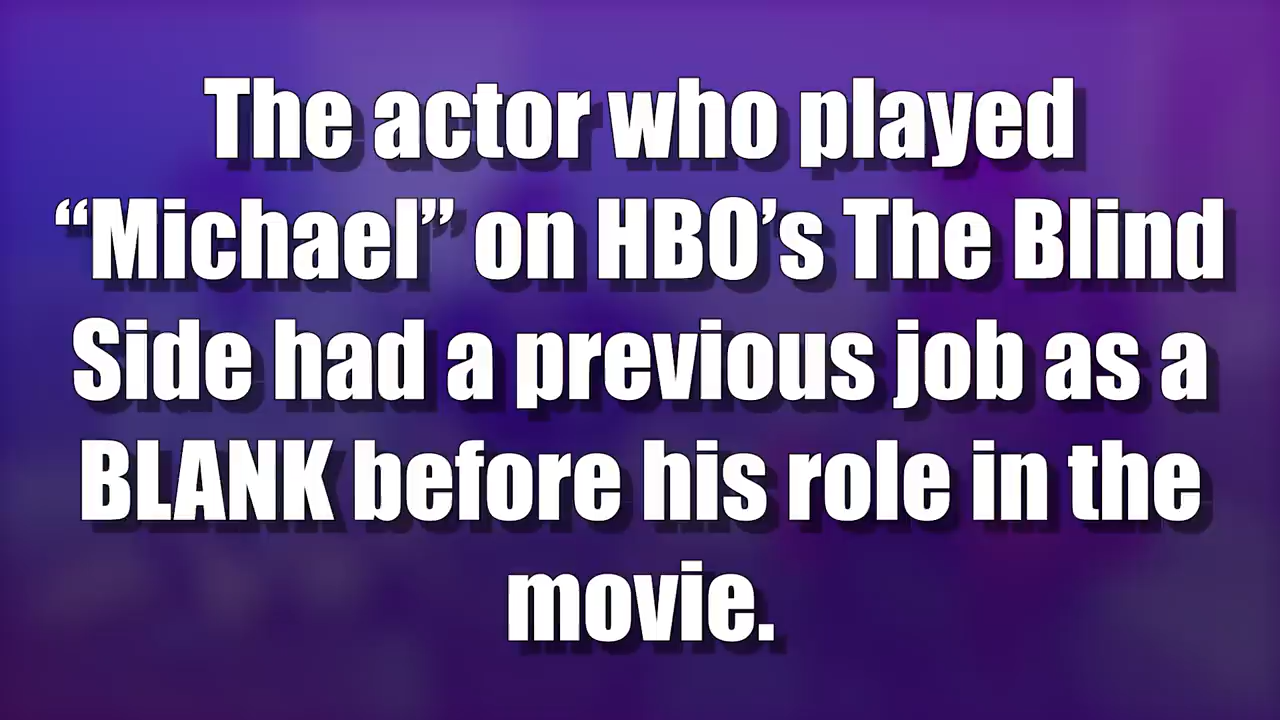 The actor who played
“Michael” on HBO’s The Blind
Side had a previous job as a
BLANK before his role in the
movie.